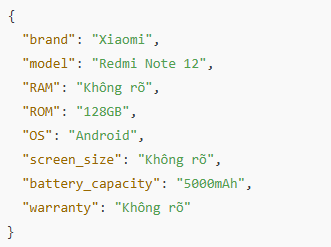 {
  "brand": "Xiaomi",
  "model": "Redmi Note 12",
  "RAM": "Không rõ",
  "ROM": "128GB",
  "OS": "Android",
  "screen_size": "Không rõ",
  "battery_capacity": "5000mAh",
  "warranty": "Không rõ"
}